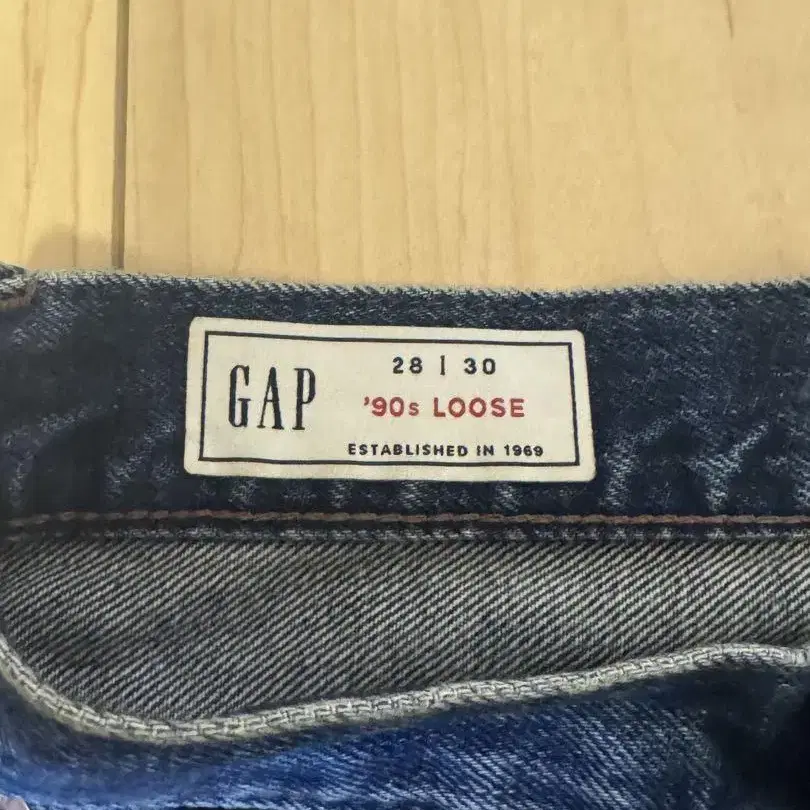 GAP
28 | 30
’90s LOOSE
ESTABLISHED IN 1969